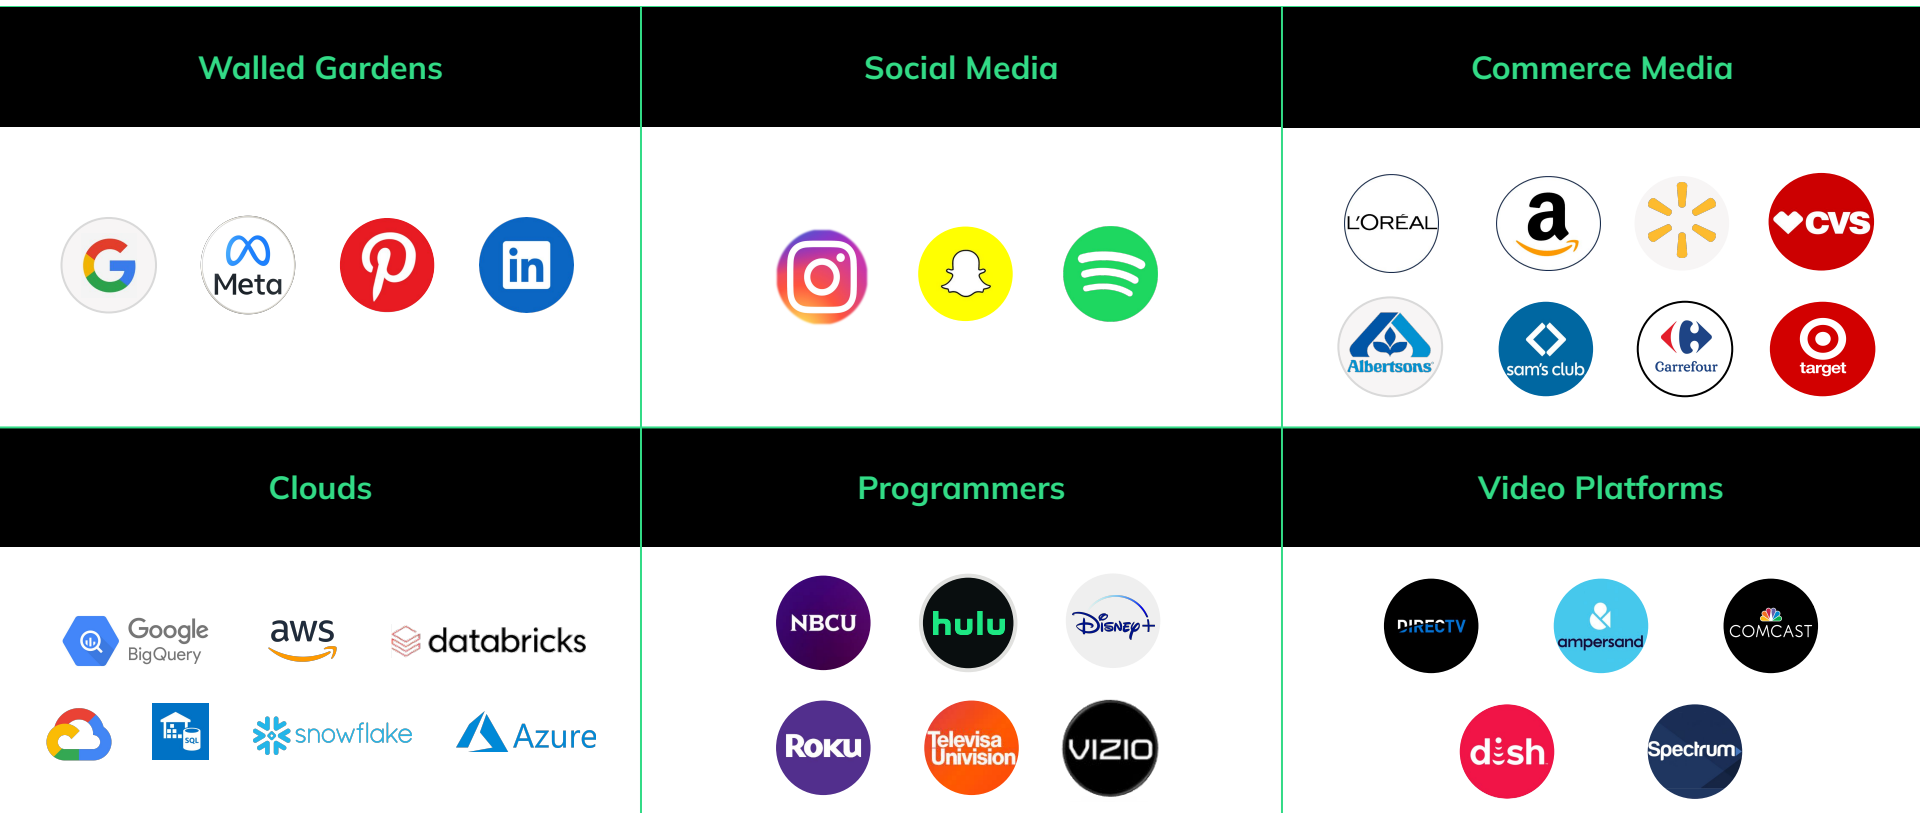 Walled Gardens
Social Media
Commerce Media
Meta
in
L'ORÉAL
a
CVS
Albertsons
sam's club
Carrefour
target
Clouds
Programmers
Video Platforms
Google
BigQuery
aws
databricks
SQL
snowflake
Azure
NBCU
hulu
Disney+
ROKU
Televisa
Univision
VIZIO
DIRECTV
ampersand
COMCAST
dish
Spectrum